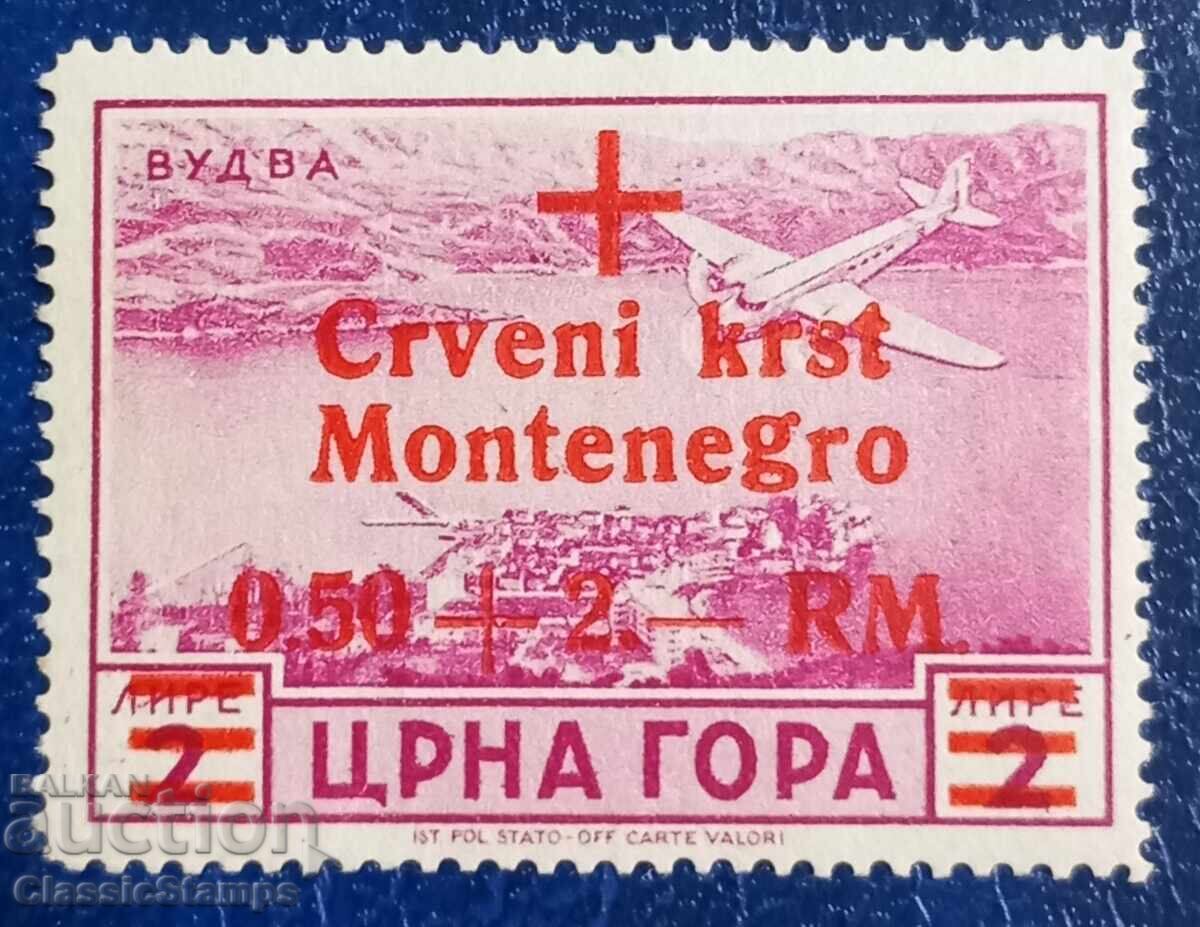 ВУДВА
Crveni krst
Montenegro
0.50 + 2.— RM.
ЛИРЕ
2
ЦРНА ГОРА
ЛИРЕ
2
IST POL STATO-OFF CARTE VALORI
BALKAN
auction
ClassicStamps